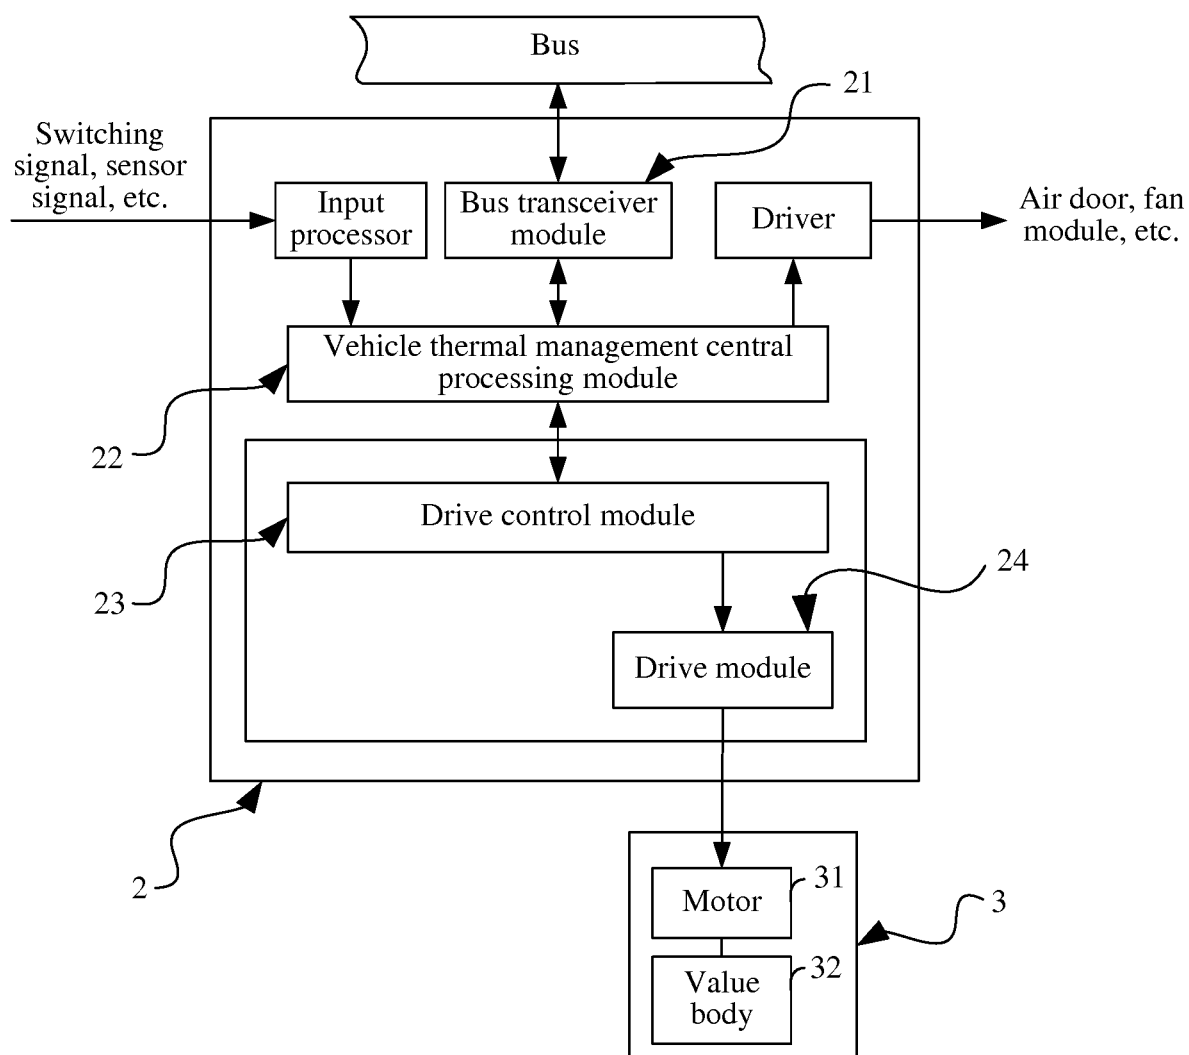 Bus
21
Switching
signal, sensor
signal, etc.
Input
processor
Bus transceiver
module
Driver
Air door, fan
module, etc.
Vehicle thermal management central
processing module
22
Drive control module
23
24
Drive module
2
Motor
31
3
Value
body
32